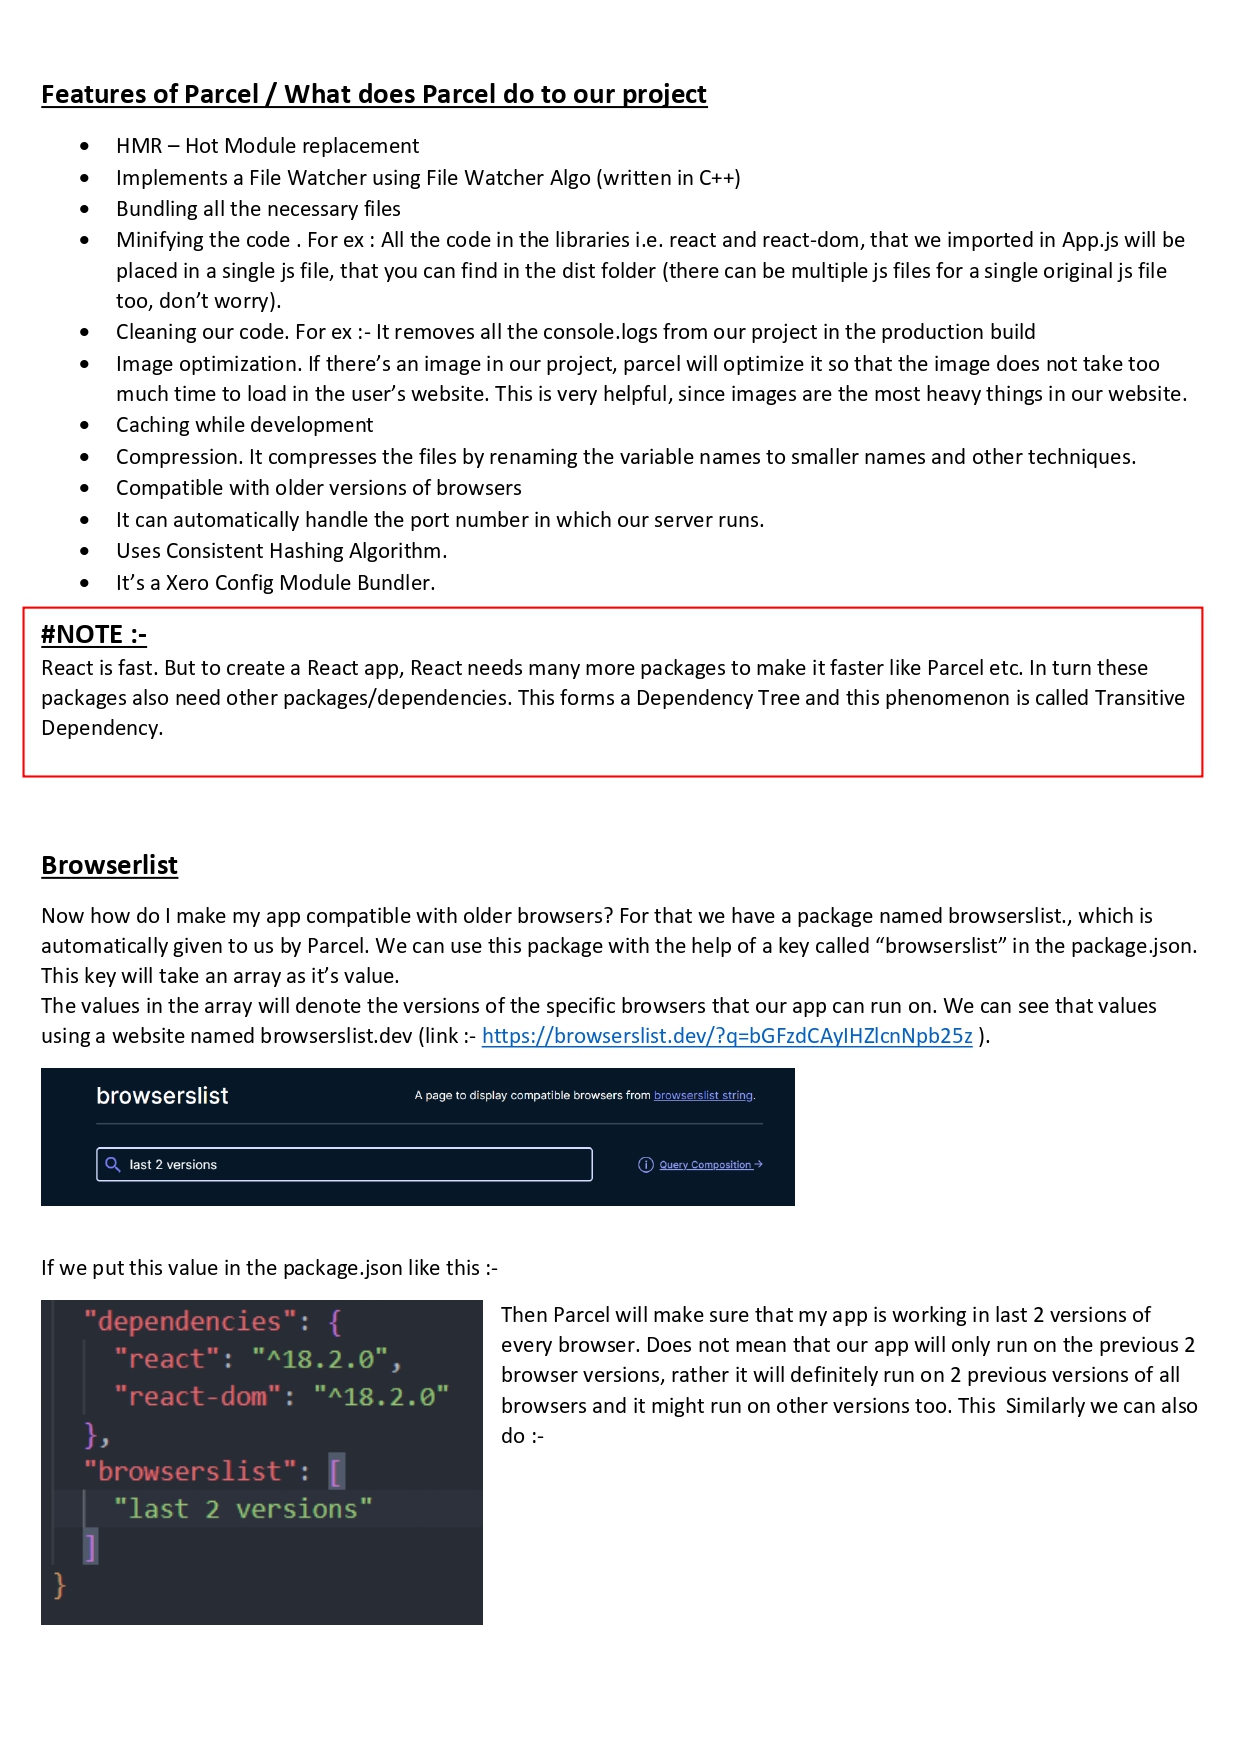 Features of Parcel / What does Parcel do to our project
• HMR – Hot Module replacement
• Implements a File Watcher using File Watcher Algo (written in C++)
• Bundling all the necessary files
• Minifying the code . For ex : All the code in the libraries i.e. react and react-dom, that we imported in App.js will be
placed in a single js file, that you can find in the dist folder (there can be multiple js files for a single original js file
too, don’t worry).
• Cleaning our code. For ex :- It removes all the console.logs from our project in the production build
• Image optimization. If there’s an image in our project, parcel will optimize it so that the image does not take too
much time to load in the user’s website. This is very helpful, since images are the most heavy things in our website.
• Caching while development
• Compression. It compresses the files by renaming the variable names to smaller names and other techniques.
• Compatible with older versions of browsers
• It can automatically handle the port number in which our server runs.
• Uses Consistent Hashing Algorithm.
• It’s a Xero Config Module Bundler.
#NOTE :-
React is fast. But to create a React app, React needs many more packages to make it faster like Parcel etc. In turn these
packages also need other packages/dependencies. This forms a Dependency Tree and this phenomenon is called Transitive
Dependency.
Browserlist
Now how do I make my app compatible with older browsers? For that we have a package named browserslist., which is
automatically given to us by Parcel. We can use this package with the help of a key called “browserslist” in the package.json.
This key will take an array as it’s value.
The values in the array will denote the versions of the specific browsers that our app can run on. We can see that values
using a website named browserslist.dev (link :- https://browserslist.dev/?q=bGFzdCAyIHZlcnNpb25z ).
browserslist
A page to display compatible browsers from browserslist string.
last 2 versions
Query Composition →
If we put this value in the package.json like this :-
"dependencies": {
"react": "^18.2.0",
"react-dom": "^18.2.0"
},
"browserslist": [
"last 2 versions"
]
}
Then Parcel will make sure that my app is working in last 2 versions of
every browser. Does not mean that our app will only run on the previous 2
browser versions, rather it will definitely run on 2 previous versions of all
browsers and it might run on other versions too. This  Similarly we can also
do :-